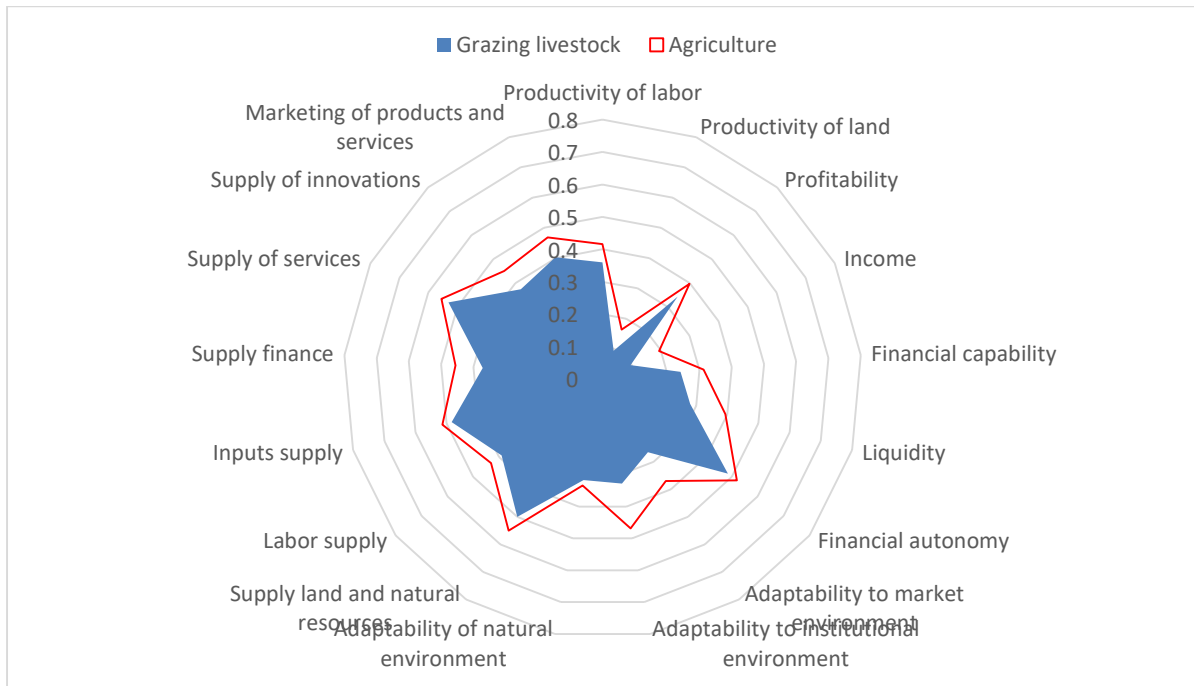 Grazing livestock
Agriculture
Productivity of labor
Productivity of land
Profitability
Income
Financial capability
Liquidity
Financial autonomy
Adaptability to market
environment
Adaptability to institutional
environment
Adaptability of natural
environment
Supply land and natural
resources
Labor supply
Inputs supply
Supply finance
Supply of services
Supply of innovations
Marketing of products and
services
0.8
0.7
0.6
0.5
0.4
0.3
0.2
0.1
0